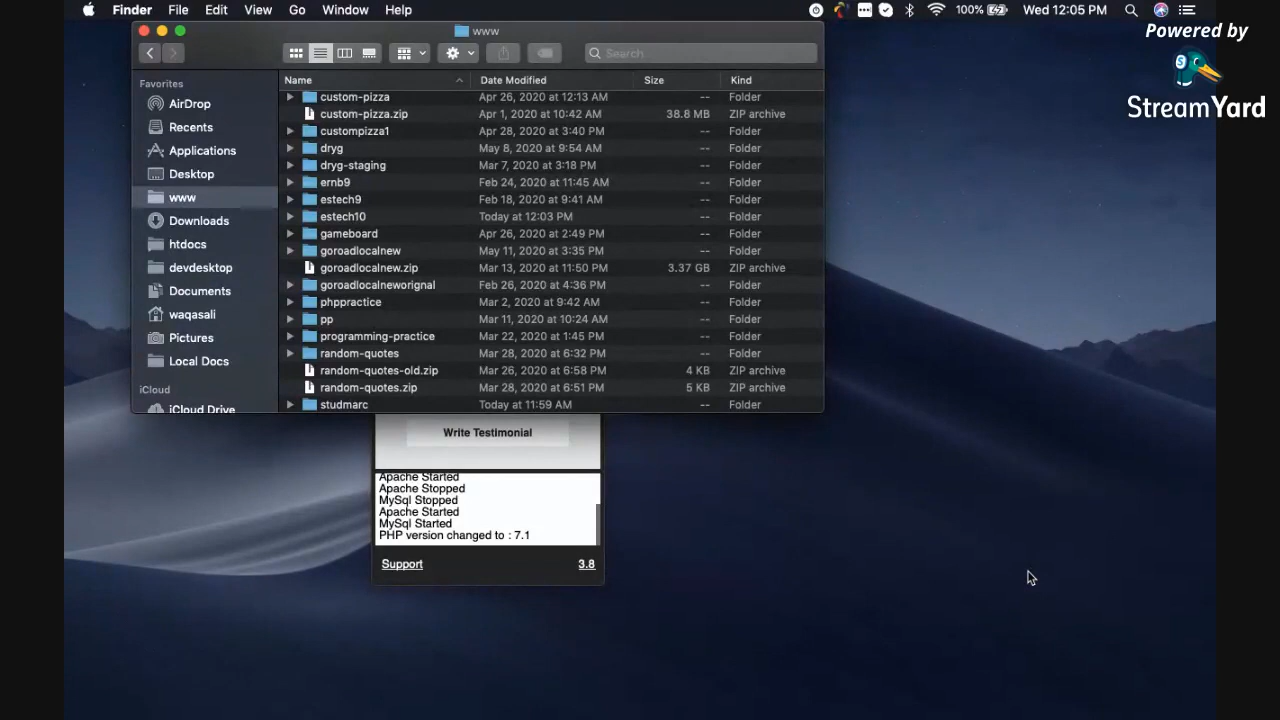 Finder File Edit View Go Window Help 100% Wed 12:05 PM
Powered by
StreamYard
www
Search
Favorites
AirDrop
Recents
Applications
Desktop
www
Downloads
htdocs
devdesktop
Documents
waqasali
Pictures
Local Docs
iCloud
iCloud Drive
Name Date Modified Size Kind
custom-pizza Apr 26, 2020 at 12:13 AM -- Folder
custom-pizza.zip Apr 1, 2020 at 10:42 AM 38.8 MB ZIP archive
custompizza1 Apr 28, 2020 at 3:40 PM -- Folder
dryg May 8, 2020 at 9:54 AM -- Folder
dryg-staging Mar 7, 2020 at 3:18 PM -- Folder
ernb9 Feb 24, 2020 at 11:45 AM -- Folder
estech9 Feb 18, 2020 at 9:41 AM -- Folder
estech10 Today at 12:03 PM -- Folder
gameboard Apr 26, 2020 at 2:49 PM -- Folder
goroadlocalnew May 11, 2020 at 3:35 PM -- Folder
goroadlocalnew.zip Mar 13, 2020 at 11:50 PM 3.37 GB ZIP archive
goroadlocalneworignal Feb 26, 2020 at 4:36 PM -- Folder
phppractice Mar 2, 2020 at 9:42 AM -- Folder
pp Mar 11, 2020 at 10:24 AM -- Folder
programming-practice Mar 22, 2020 at 1:45 PM -- Folder
random-quotes Mar 28, 2020 at 6:32 PM -- Folder
random-quotes-old.zip Mar 26, 2020 at 6:58 PM 4 KB ZIP archive
random-quotes.zip Mar 28, 2020 at 6:51 PM 5 KB ZIP archive
studmarc Today at 11:59 AM -- Folder
Write Testimonial
Apache Started
Apache Stopped
MySql Stopped
Apache Started
MySql Started
PHP version changed to : 7.1
Support 3.8